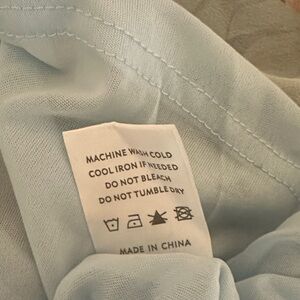 MACHINE WASH COLD
COOL IRON IF NEEDED
DO NOT BLEACH
DO NOT TUMBLE DRY
MADE IN CHINA